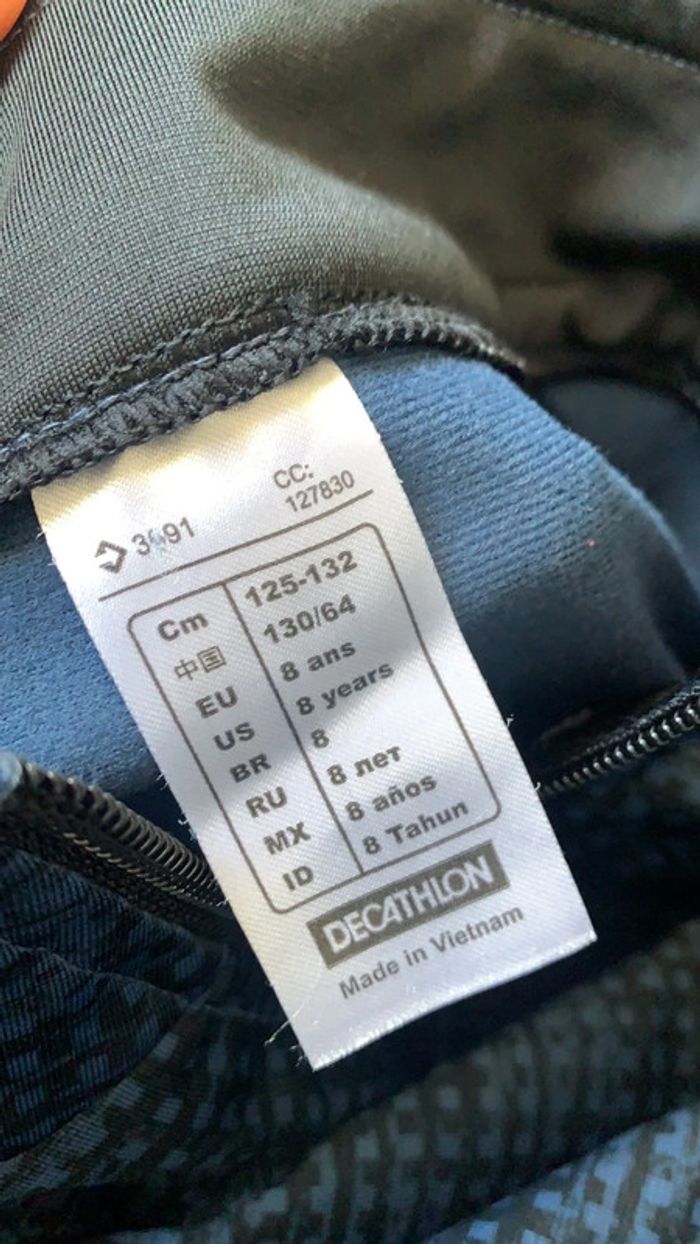 CC:
127830
Cm 125-132
中国 130/64
EU 8 ans
US 8 years
BR 8
RU 8 лет
MX 8 años
ID 8 Tahun
DECATHLON
Made in Vietnam